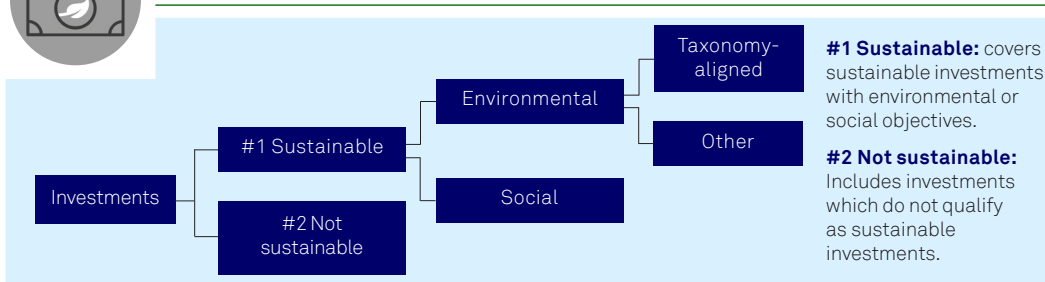 Investments
#1 Sustainable
#2 Not
sustainable
Environmental
Social
Taxonomy-
aligned
Other
#1 Sustainable: covers
sustainable investments
with environmental or
social objectives.
#2 Not sustainable:
Includes investments
which do not qualify
as sustainable
investments.